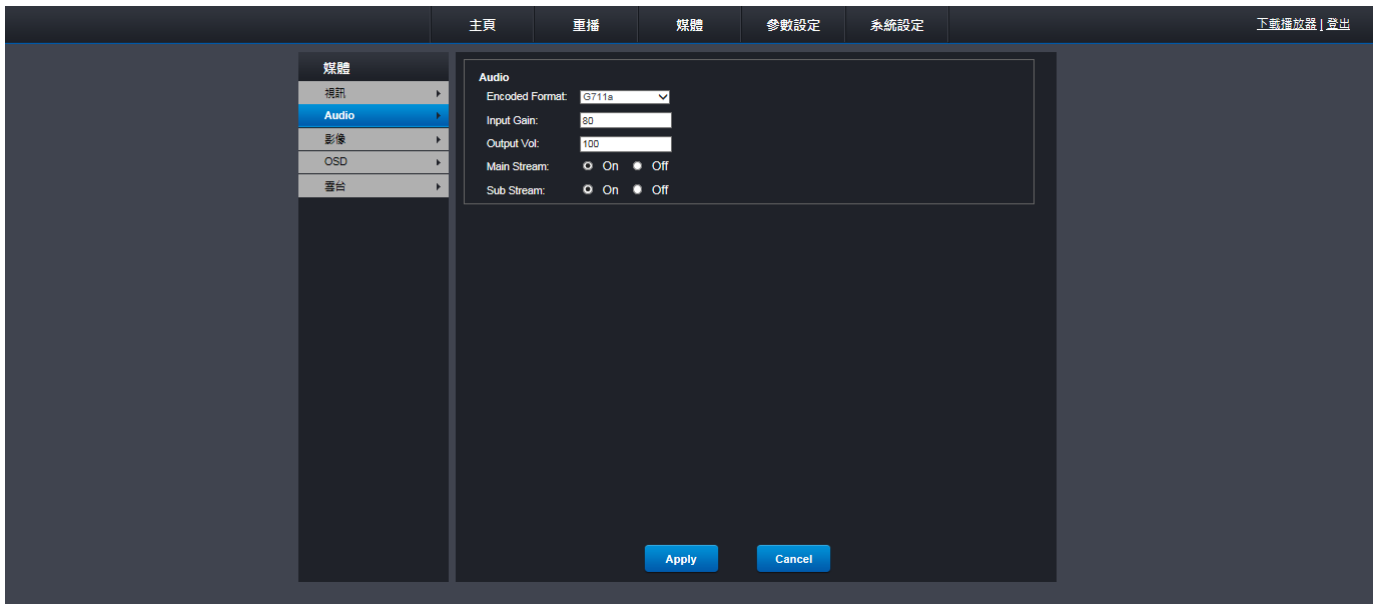 主頁 重播 媒體 參數設定 系統設定 下載播放器 | 登出
媒體
視訊
Audio
影像
OSD
雲台
Audio
Encoded Format: G711a
Input Gain: 80
Output Vol: 100
Main Stream: On Off
Sub Stream: On Off
Apply Cancel